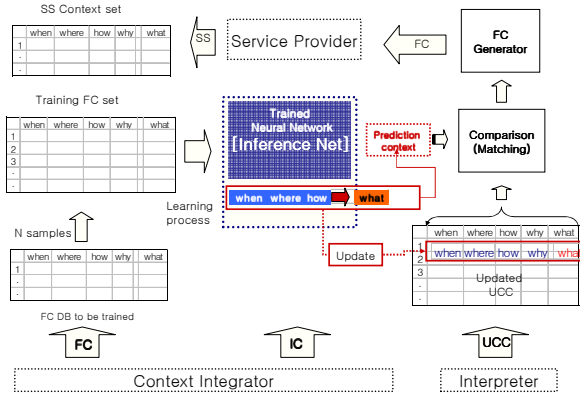 SS Context set
when where how why what
1
.
.
SS
Service Provider
FC
FC
Generator
Training FC set
when where how why what
1
2
3
.
.
Trained
Neural Network
[Inference Net]
when where how what
Learning
process
Prediction
context
Comparison
(Matching)
N samples
when where how why what
1
.
.
FC DB to be trained
Update
when where how why what
1
2 when where how why wha
3
.
.
Updated
UCC
FC
IC
UCC
Context Integrator
Interpreter